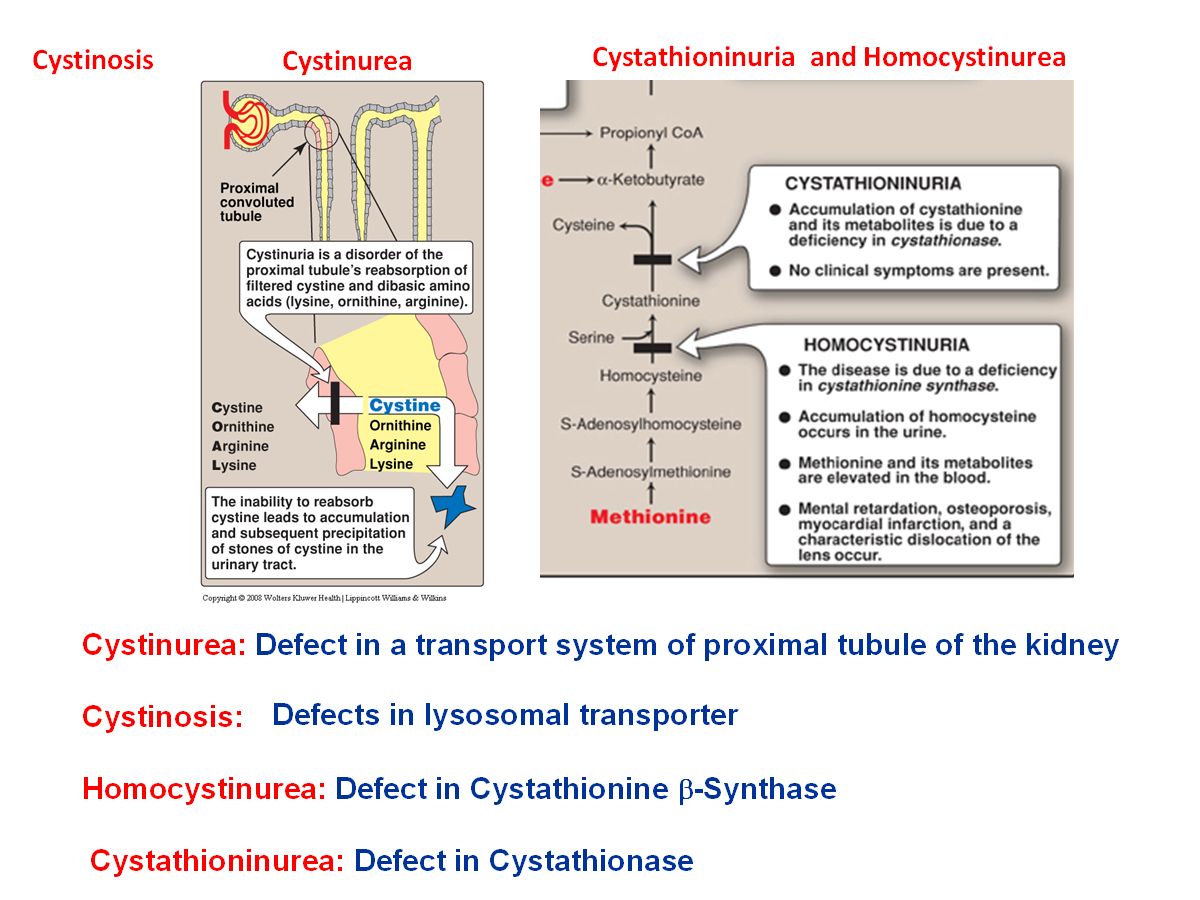 Cystinosis
Cystinurea
Cystathioninuria and Homocystinurea
Proximal
convoluted
tubule
Cystinuria is a disorder of the
proximal tubule's reabsorption of
filtered cystine and dibasic amino
acids (lysine, ornithine, arginine).
Cystine
Ornithine
Arginine
Lysine
Cystine
Ornithine
Arginine
Lysine
The inability to reabsorb
cystine leads to accumulation
and subsequent precipitation
of stones of cystine in the
urinary tract.
Copyright © 2008 Wolters Kluwer Health | Lippincott Williams & Wilkins
Propionyl CoA
e
α-Ketobutyrate
Cysteine
Cystathionine
Serine
Homocysteine
S-Adenosylhomocysteine
S-Adenosylmethionine
Methionine
CYSTATHIONINURIA
● Accumulation of cystathionine
and its metabolites is due to a
deficiency in cystathionase.
● No clinical symptoms are present.
HOMOCYSTINURIA
● The disease is due to a deficiency
in cystathionine synthase.
● Accumulation of homocysteine
occurs in the urine.
● Methionine and its metabolites
are elevated in the blood.
● Mental retardation, osteoporosis,
myocardial infarction, and a
characteristic dislocation of the
lens occur.
Cystinurea: Defect in a transport system of proximal tubule of the kidney
Cystinosis: Defects in lysosomal transporter
Homocystinurea: Defect in Cystathionine β-Synthase
Cystathioninurea: Defect in Cystathionase